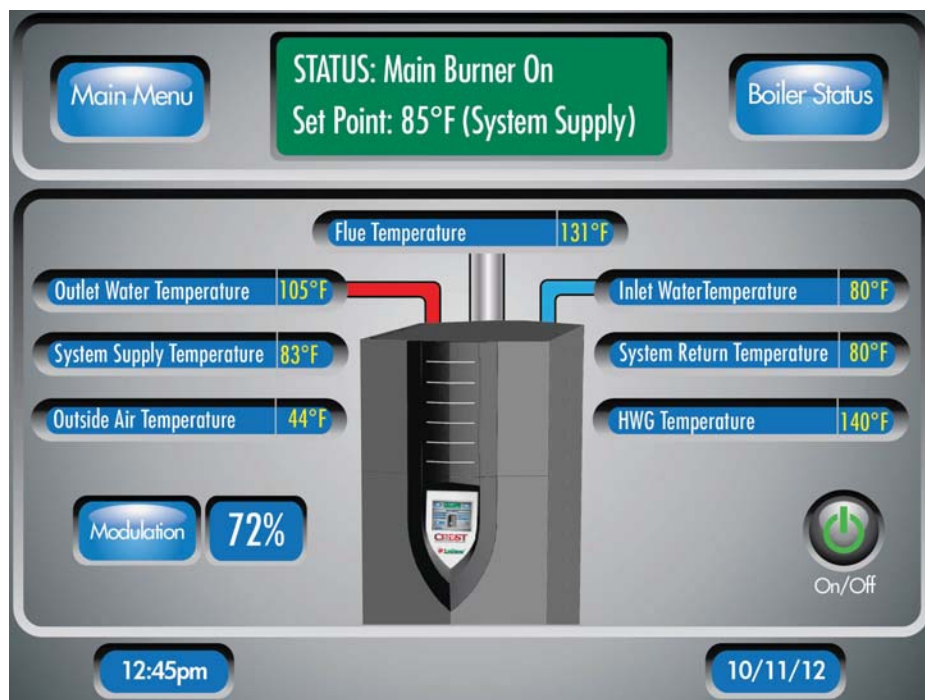 Main Menu
STATUS: Main Burner On
Set Point: 85°F (System Supply)
Boiler Status
Flue Temperature 131°F
Outlet Water Temperature 105°F
Inlet WaterTemperature 80°F
System Supply Temperature 83°F
System Return Temperature 80°F
Outside Air Temperature 44°F
HWG Temperature 140°F
Modulation 72%
CREST
Lochinvar
On/Off
12:45pm
10/11/12